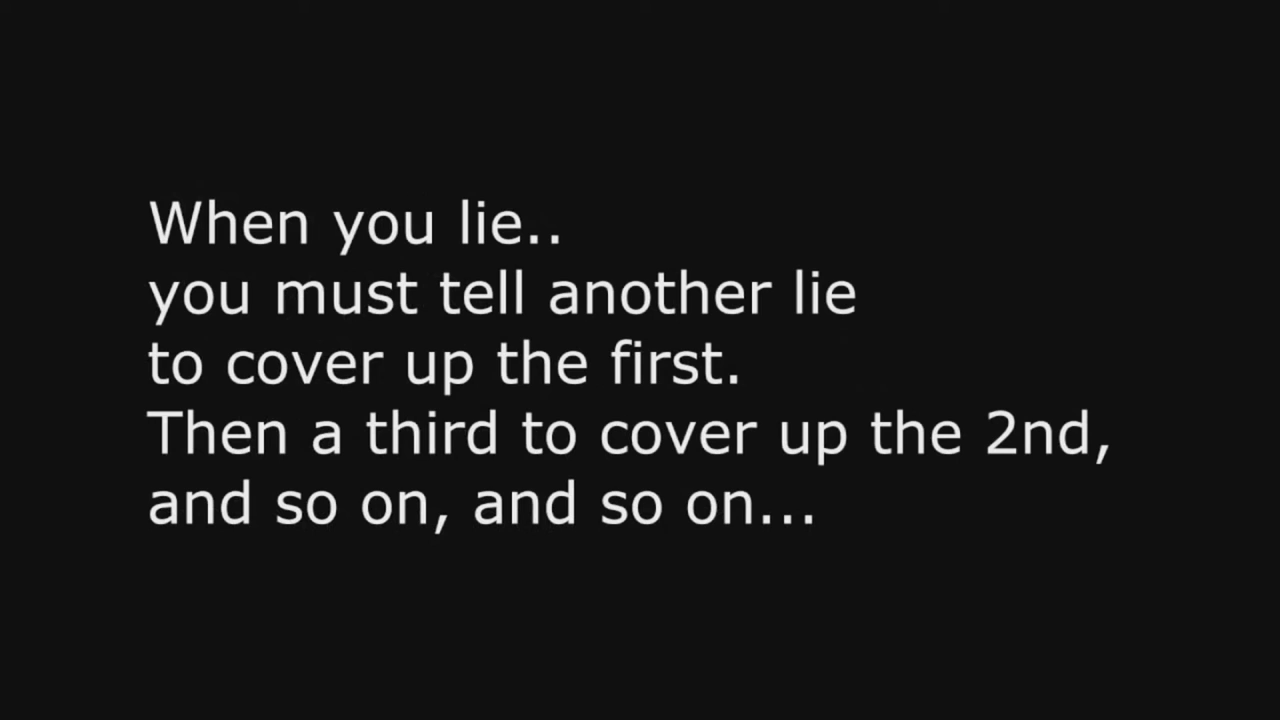 When you lie..
you must tell another lie
to cover up the first.
Then a third to cover up the 2nd,
and so on, and so on...